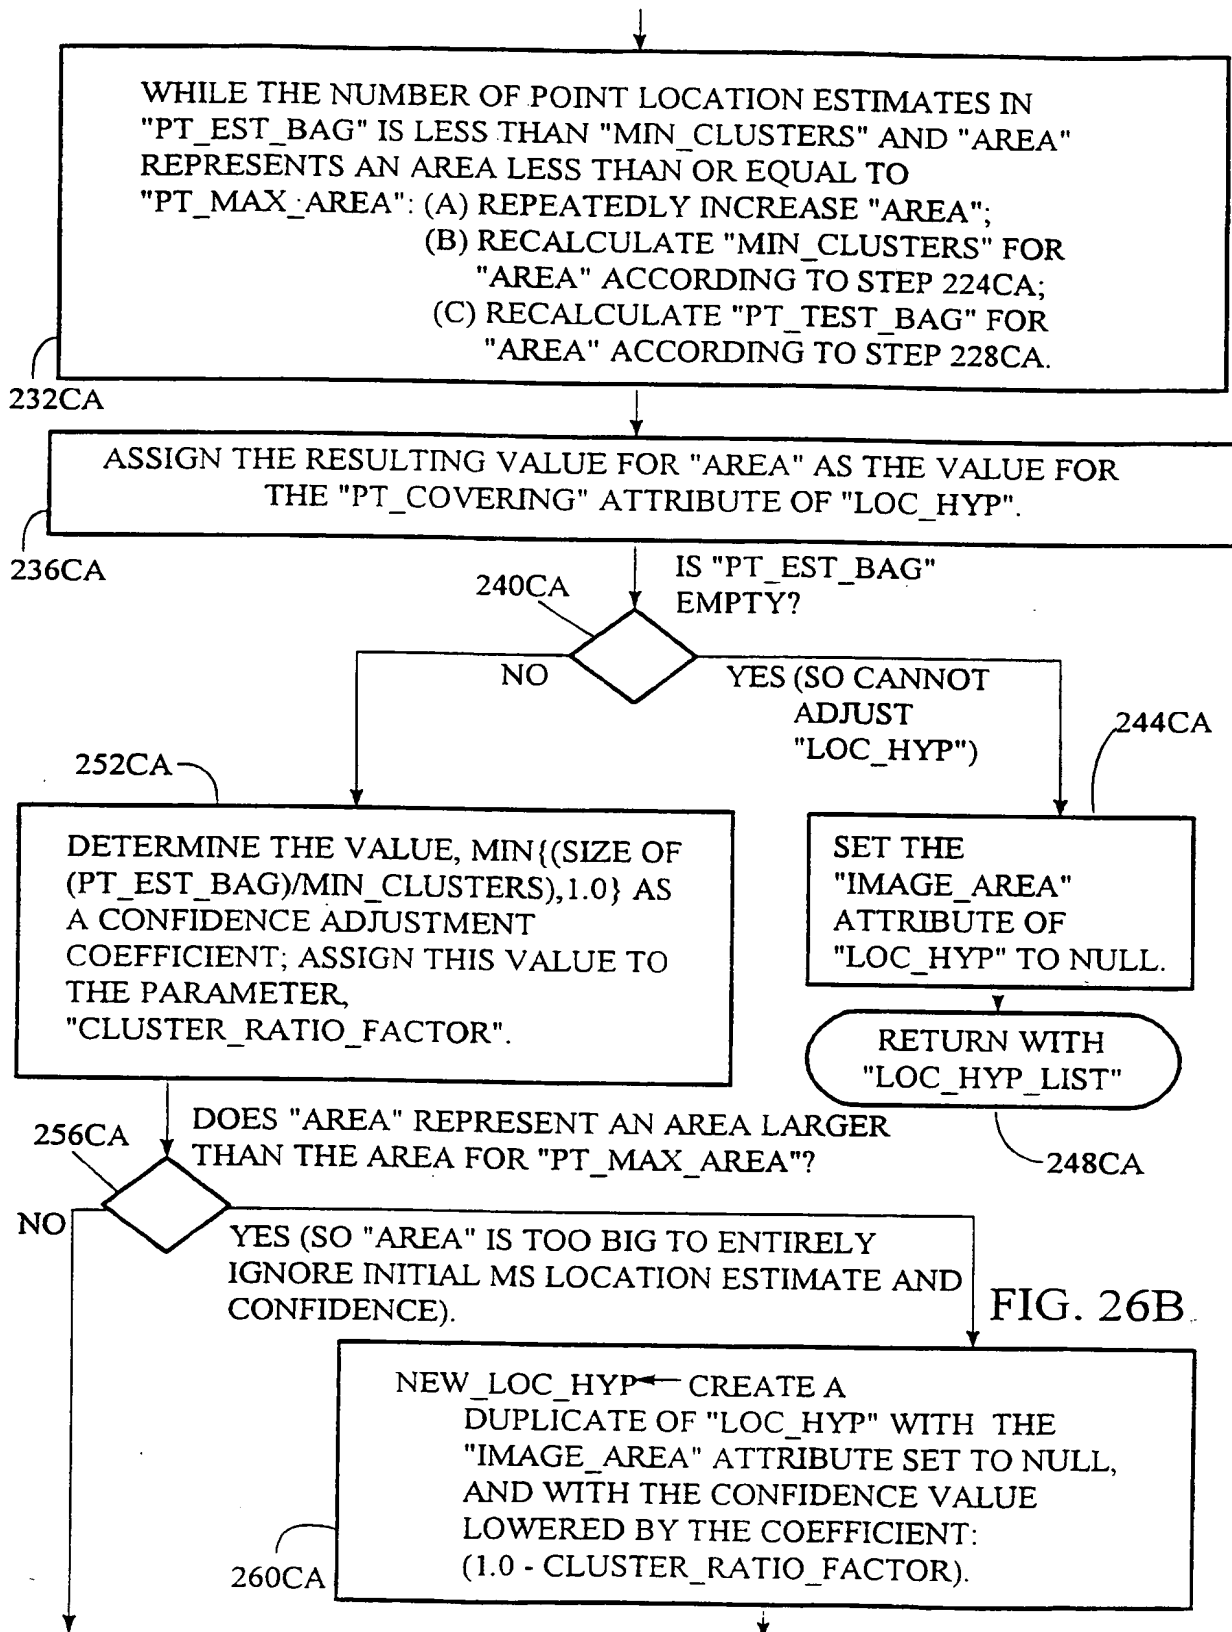 WHILE THE NUMBER OF POINT LOCATION ESTIMATES IN
"PT_EST_BAG" IS LESS THAN "MIN_CLUSTERS" AND "AREA"
REPRESENTS AN AREA LESS THAN OR EQUAL TO
"PT_MAX_AREA": (A) REPEATEDLY INCREASE "AREA";
(B) RECALCULATE "MIN_CLUSTERS" FOR
"AREA" ACCORDING TO STEP 224CA;
(C) RECALCULATE "PT_TEST_BAG" FOR
"AREA" ACCORDING TO STEP 228CA.
232CA
ASSIGN THE RESULTING VALUE FOR "AREA" AS THE VALUE FOR
THE "PT_COVERING" ATTRIBUTE OF "LOC_HYP".
236CA
240CA
IS "PT_EST_BAG"
EMPTY?
NO
YES (SO CANNOT
ADJUST
"LOC_HYP")
244CA
252CA
DETERMINE THE VALUE, MIN{(SIZE OF
(PT_EST_BAG)/MIN_CLUSTERS),1.0} AS
A CONFIDENCE ADJUSTMENT
COEFFICIENT; ASSIGN THIS VALUE TO
THE PARAMETER,
"CLUSTER_RATIO_FACTOR".
SET THE
"IMAGE_AREA"
ATTRIBUTE OF
"LOC_HYP" TO NULL.
RETURN WITH
"LOC_HYP_LIST"
248CA
256CA
DOES "AREA" REPRESENT AN AREA LARGER
THAN THE AREA FOR "PT_MAX_AREA"?
NO
YES (SO "AREA" IS TOO BIG TO ENTIRELY
IGNORE INITIAL MS LOCATION ESTIMATE AND
CONFIDENCE).
FIG. 26B
NEW_LOC_HYP ← CREATE A
DUPLICATE OF "LOC_HYP" WITH THE
"IMAGE_AREA" ATTRIBUTE SET TO NULL,
AND WITH THE CONFIDENCE VALUE
LOWERED BY THE COEFFICIENT:
(1.0 - CLUSTER_RATIO_FACTOR).
260CA